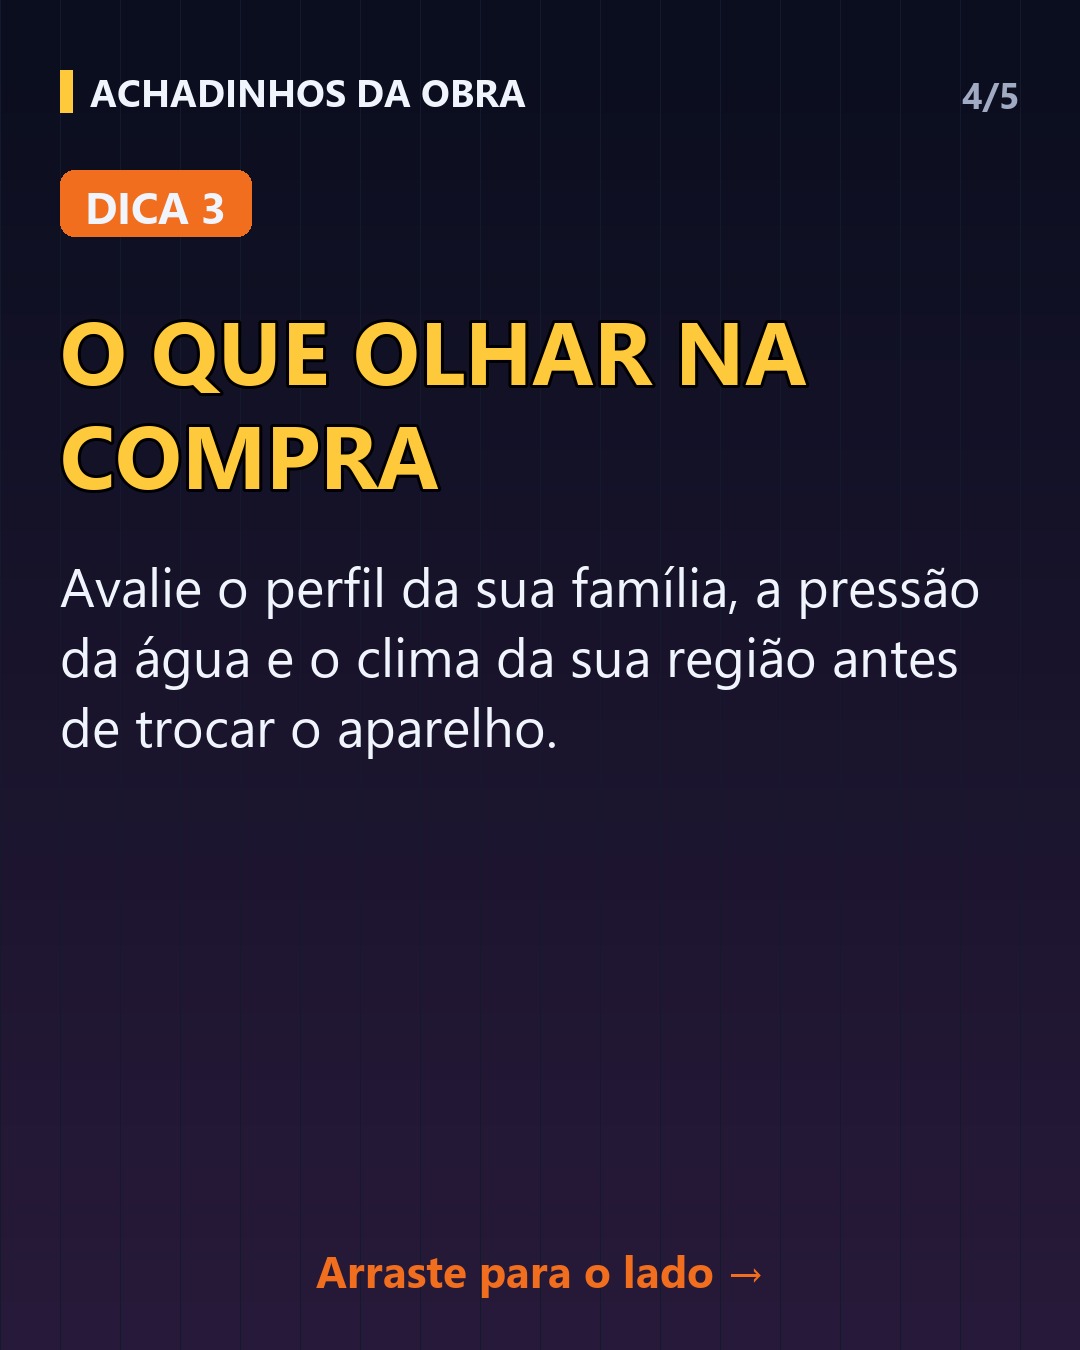 ACHADINHOS DA OBRA
4/5
DICA 3
O QUE OLHAR NA
COMPRA
Avalie o perfil da sua família, a pressão
da água e o clima da sua região antes
de trocar o aparelho.
Arraste para o lado →